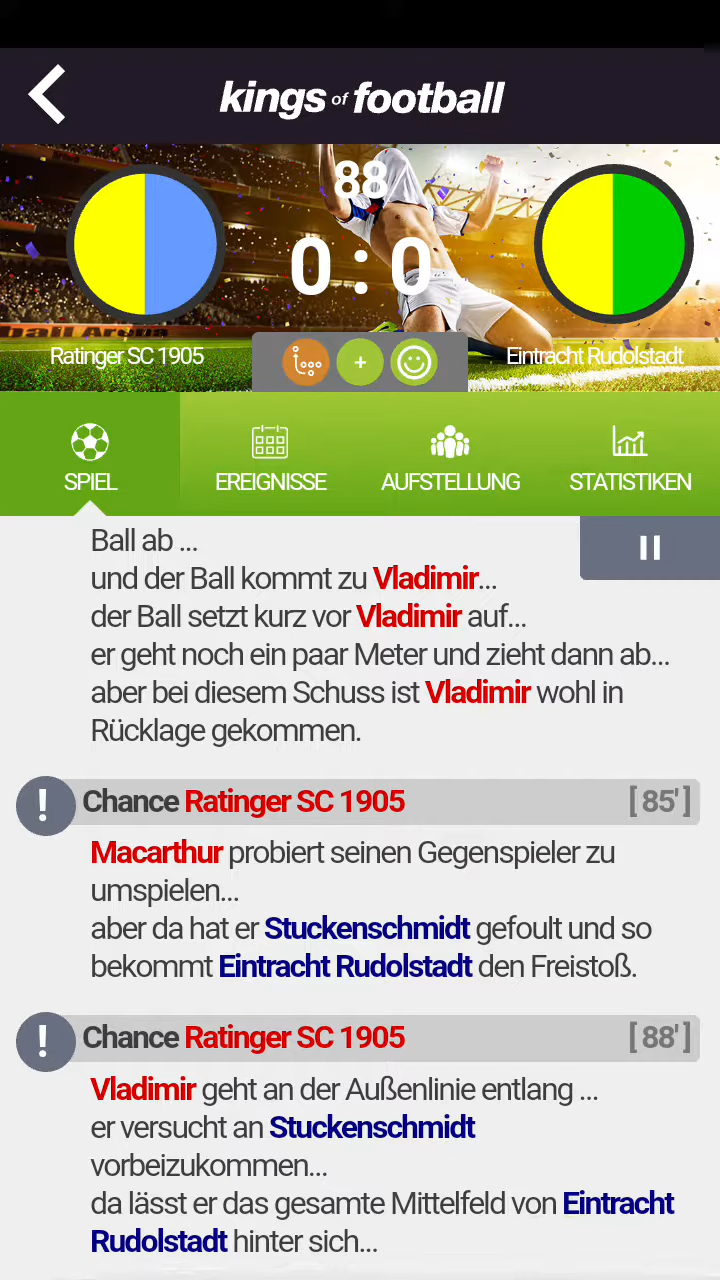 kings of football
88
0 : 0
ball Arena
Ratinger SC 1905
Eintracht Rudolstadt
SPIEL
EREIGNISSE
AUFSTELLUNG
STATISTIKEN
Ball ab ...
und der Ball kommt zu Vladimir...
der Ball setzt kurz vor Vladimir auf...
er geht noch ein paar Meter und zieht dann ab...
aber bei diesem Schuss ist Vladimir wohl in
Rücklage gekommen.
! Chance Ratinger SC 1905 [ 85' ]
Macarthur probiert seinen Gegenspieler zu
umspielen...
aber da hat er Stuckenschmidt gefoult und so
bekommt Eintracht Rudolstadt den Freistoß.
! Chance Ratinger SC 1905 [ 88' ]
Vladimir geht an der Außenlinie entlang ...
er versucht an Stuckenschmidt
vorbeizukommen...
da lässt er das gesamte Mittelfeld von Eintracht
Rudolstadt hinter sich...